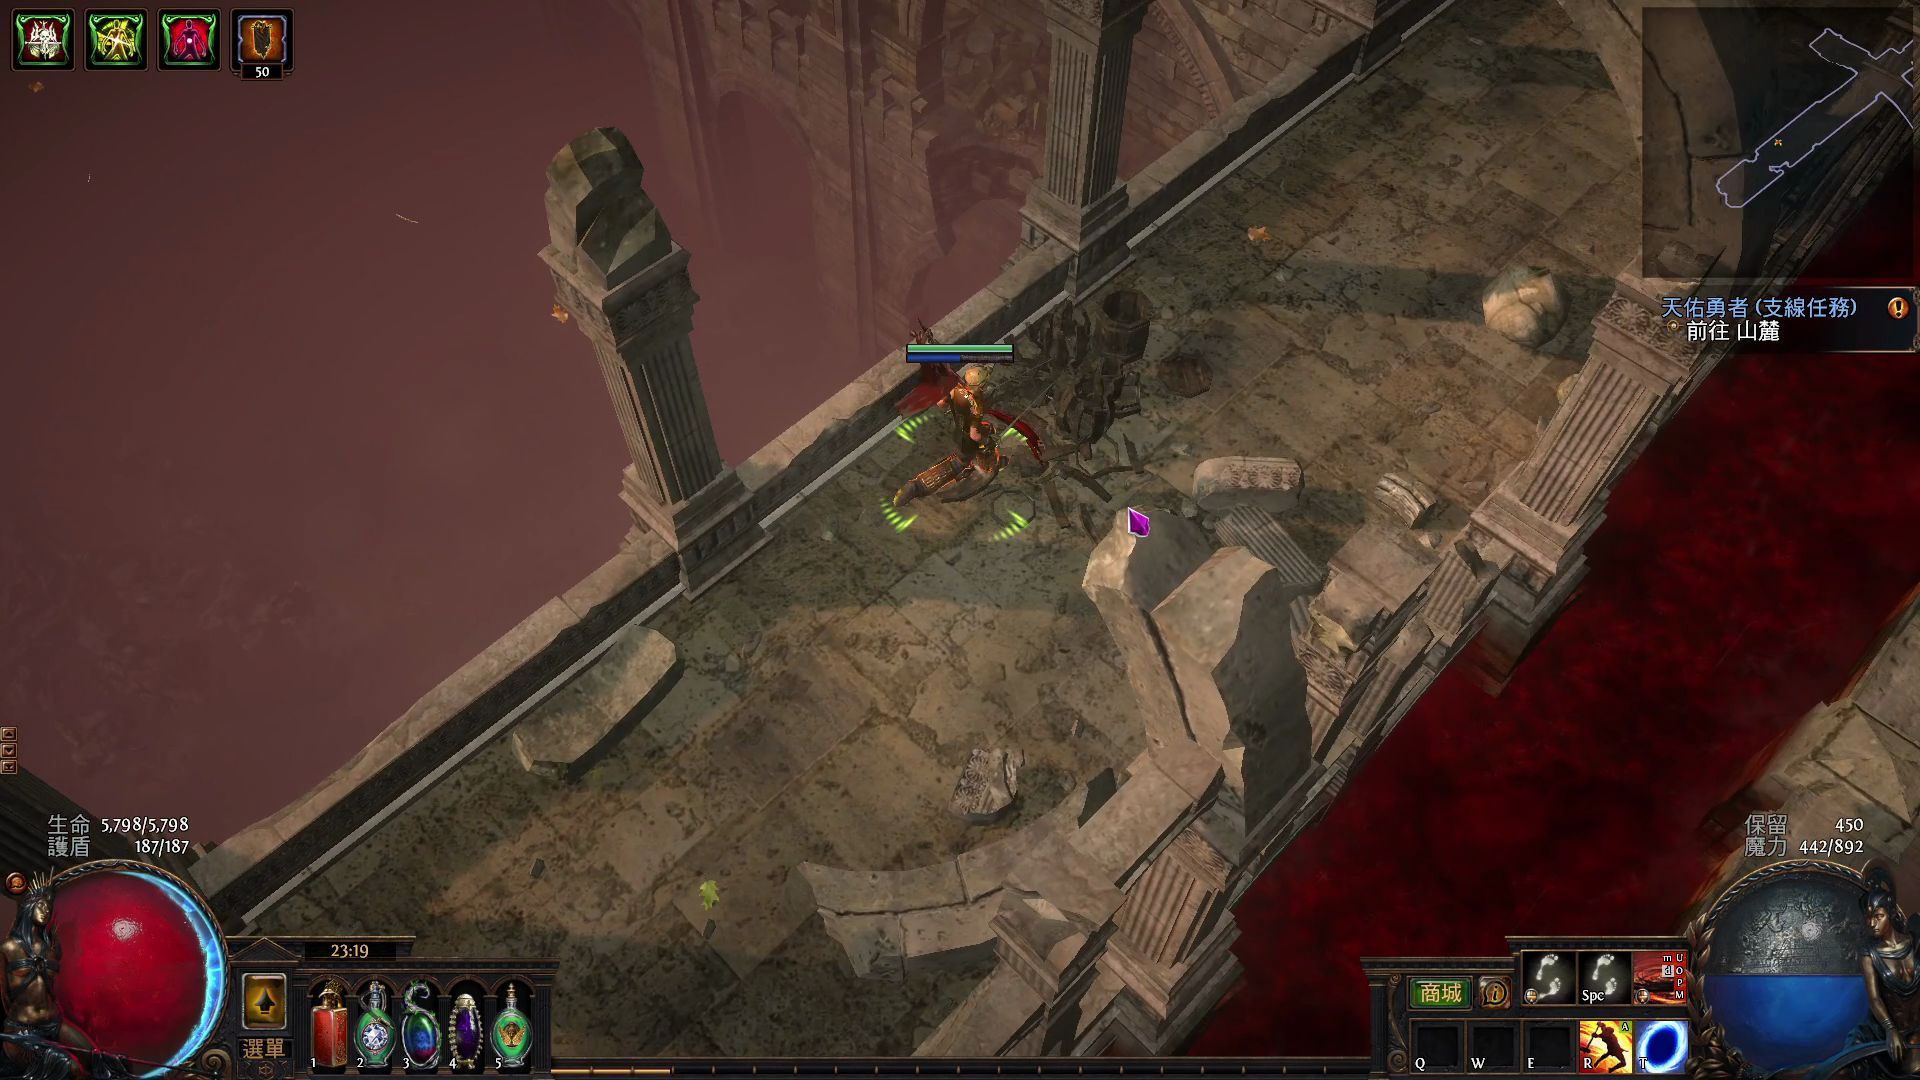 50
天佑勇者 (支線任務)
前往 山麓
生命 5,798/5,798
護盾 187/187
保留 450
魔力 442/892
23:19
選單
1
2
3
4
5
商城
Spc
m U
d O
P
M
Q
W
E
R
A
T